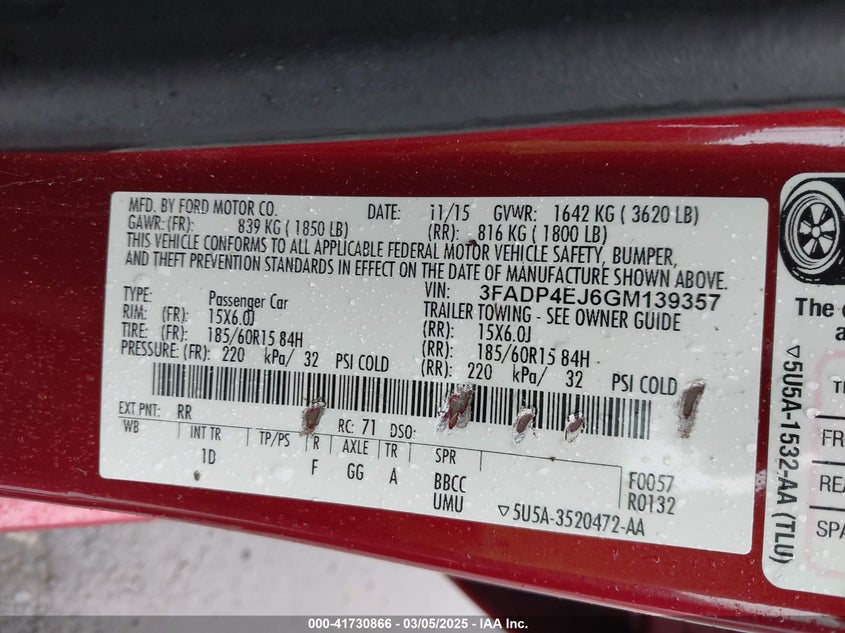 MFD. BY FORD MOTOR CO. DATE: 11/15 GVWR: 1642 KG ( 3620 LB)
GAWR:(FR): 839 KG ( 1850 LB) (RR): 816 KG ( 1800 LB)
THIS VEHICLE CONFORMS TO ALL APPLICABLE FEDERAL MOTOR VEHICLE SAFETY, BUMPER,
AND THEFT PREVENTION STANDARDS IN EFFECT ON THE DATE OF MANUFACTURE SHOWN ABOVE.
VIN: 3FADP4EJ6GM139357
TYPE: Passenger Car TRAILER TOWING - SEE OWNER GUIDE
RIM: (FR): 15X6.0J (RR): 15X6.0J
TIRE: (FR): 185/60R15 84H (RR): 185/60R15 84H
PRESSURE: (FR): 220 kPa/ 32 PSI COLD (RR): 220 kPa/ 32 PSI COLD
EXT PNT: RR RC: 71 DSO:
WB INT TR TP/PS R AXLE TR SPR
1D F GG A BBCC F0057
UMU R0132
▽5U5A-3520472-AA
▽5U5A-1532-AA (TLU)
The
a
FR
REA
SPA
000-41730866 - 03/05/2025 - IAA Inc.